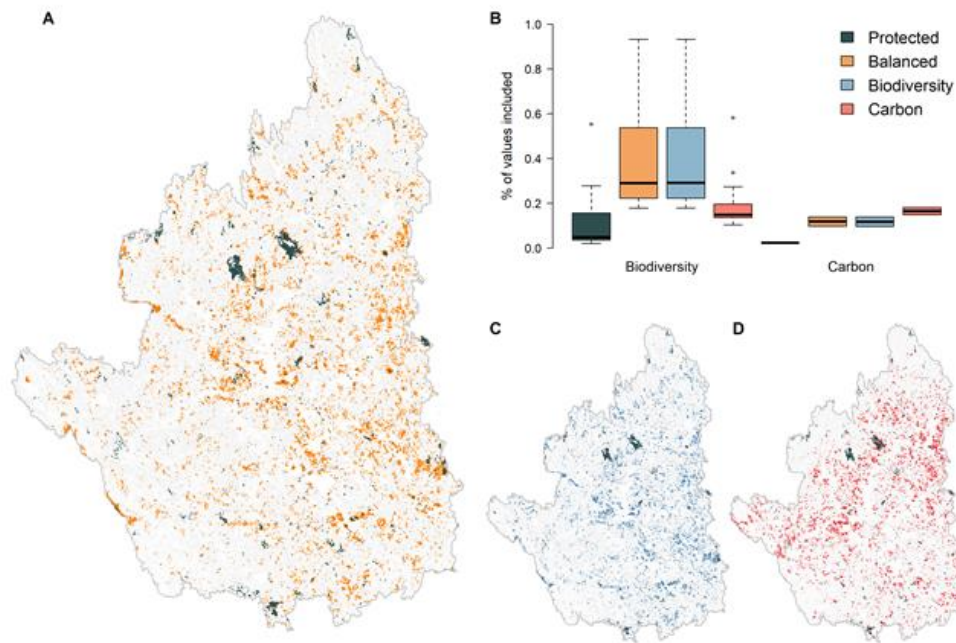 A
B
1.0
0.8
0.6
0.4
0.2
0.0
% of values included
Protected
Balanced
Biodiversity
Carbon
Biodiversity
Carbon
C
D